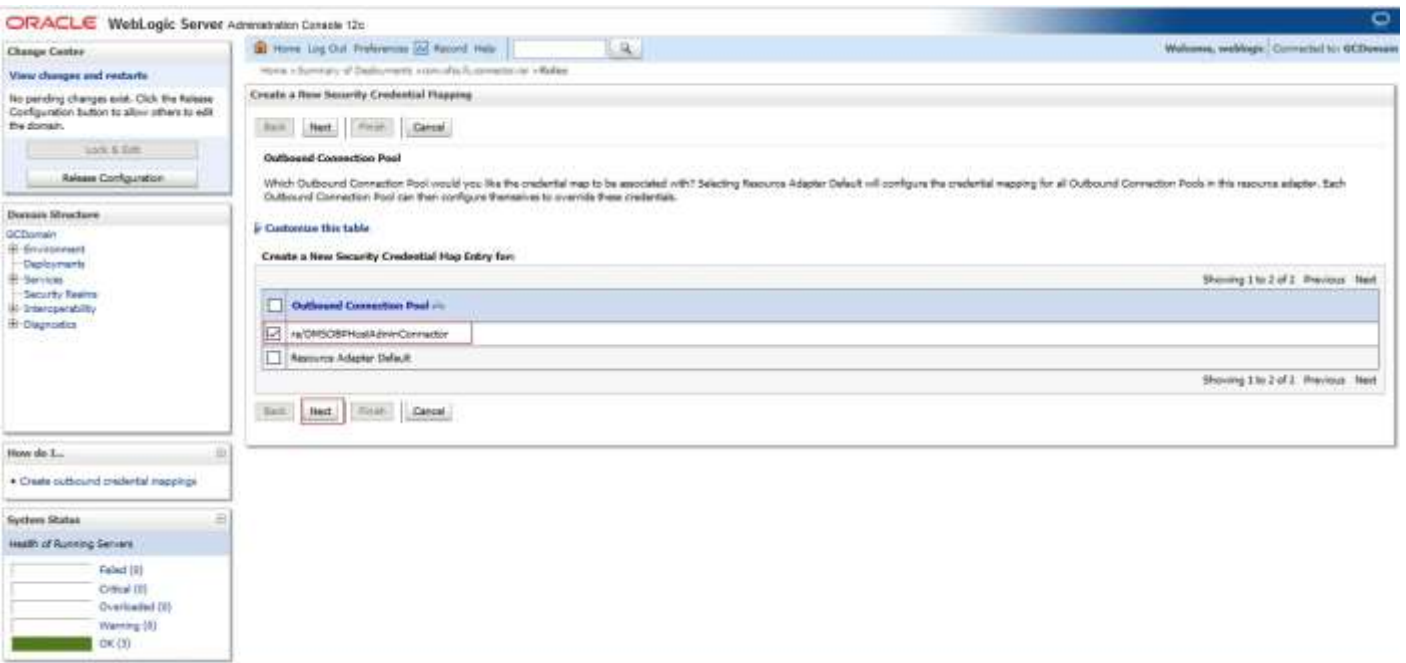 ORACLE WebLogic Server Administration Console 12c
Change Center
View changes and restarts
No pending changes exist. Click the Release
Configuration button to allow others to edit
the domain.
Lock & Edit
Release Configuration
Domain Structure
GCDomain
Environment
Deployments
Services
Security Realms
Interoperability
Diagnostics
How do I...
Create outbound credential mappings
System Status
Health of Running Servers
Failed (0)
Critical (0)
Overloaded (0)
Warning (0)
OK (3)
Home Log Out Preferences Record Help
Welcome, weblogic Connected to: GCDomain
Home > Summary of Deployments > > Roles
Create a New Security Credential Mapping
Back Next Finish Cancel
Outbound Connection Pool
Which Outbound Connection Pool would you like the credential map to be associated with? Selecting Resource Adapter Default will configure the credential mapping for all Outbound Connection Pools in this resource adapter. Each
Outbound Connection Pool can then configure themselves to override these credentials.
Customize this table
Create a New Security Credential Map Entry for:
Showing 1 to 2 of 2 Previous Next
Outbound Connection Pool
ra/OMSOBPHostAdminConnector
Resource Adapter Default
Showing 1 to 2 of 2 Previous Next
Back Next Finish Cancel